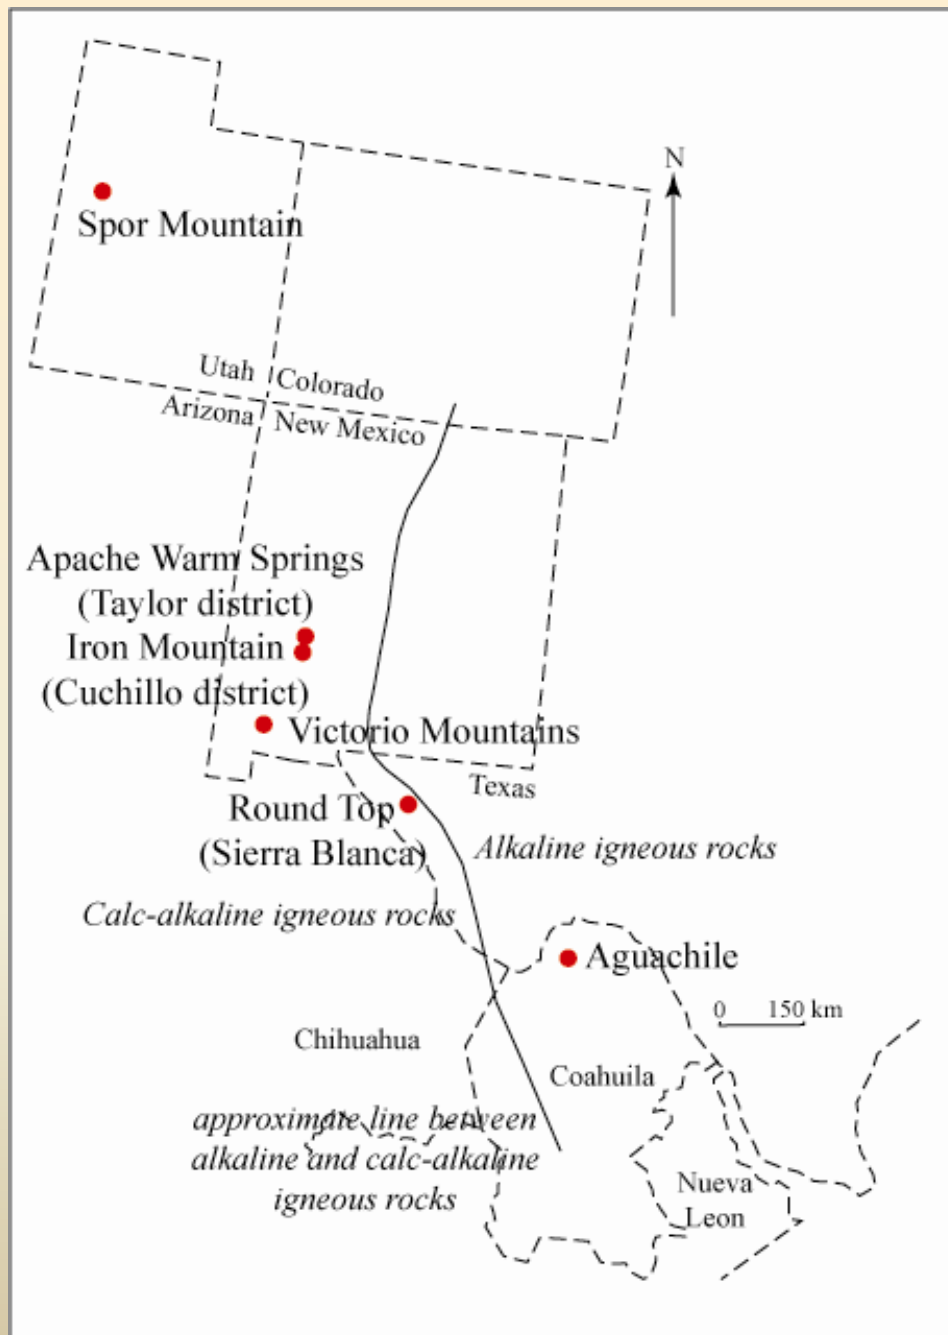 N
Spor Mountain
Utah
Colorado
Arizona
New Mexico
Apache Warm Springs
(Taylor district)
Iron Mountain
(Cuchillo district)
Victorio Mountains
Texas
Round Top
(Sierra Blanca)
Alkaline igneous rocks
Calc-alkaline igneous rocks
Aguachile
0 150 km
Chihuahua
Coahuila
approximate line between
alkaline and calc-alkaline
igneous rocks
Nueva
Leon